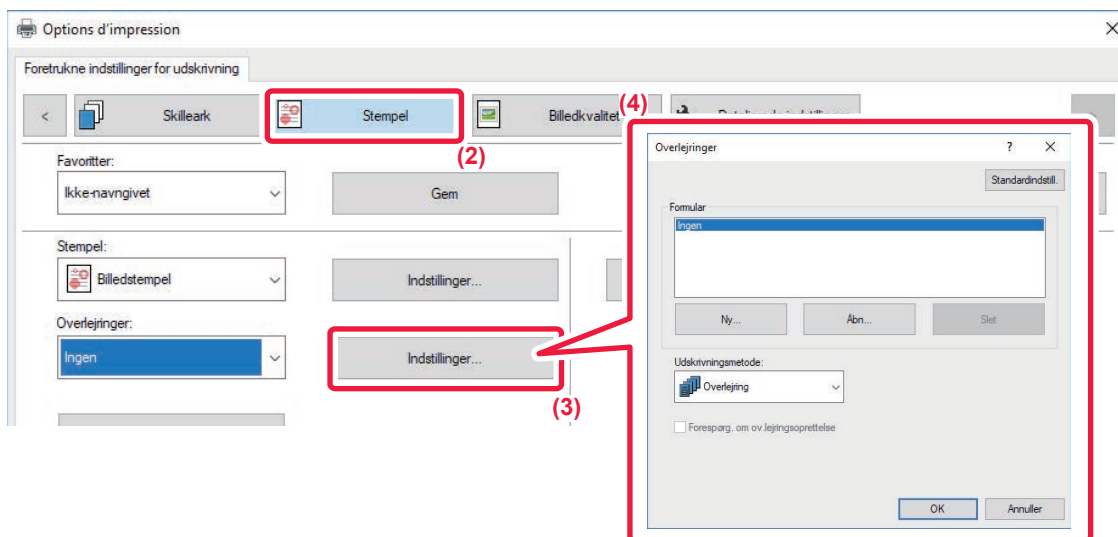 Options d'impression
Foretrukne indstillinger for udskrivning
< Skilleark Stempel Billedkvalitet
(2)
(4)
Favoritter:
Ikke-navngivet Gem
Stempel:
Billedstempel Indstillinger...
Overlejringer:
Ingen Indstillinger...
(3)
Overlejringer ?
Standardindstill.
Formular
Ingen
Ny... Åbn... Slet
Udskrivningsmetode:
Overlejring
Forespørg. om ov.lejringsoprettelse
OK Annuller